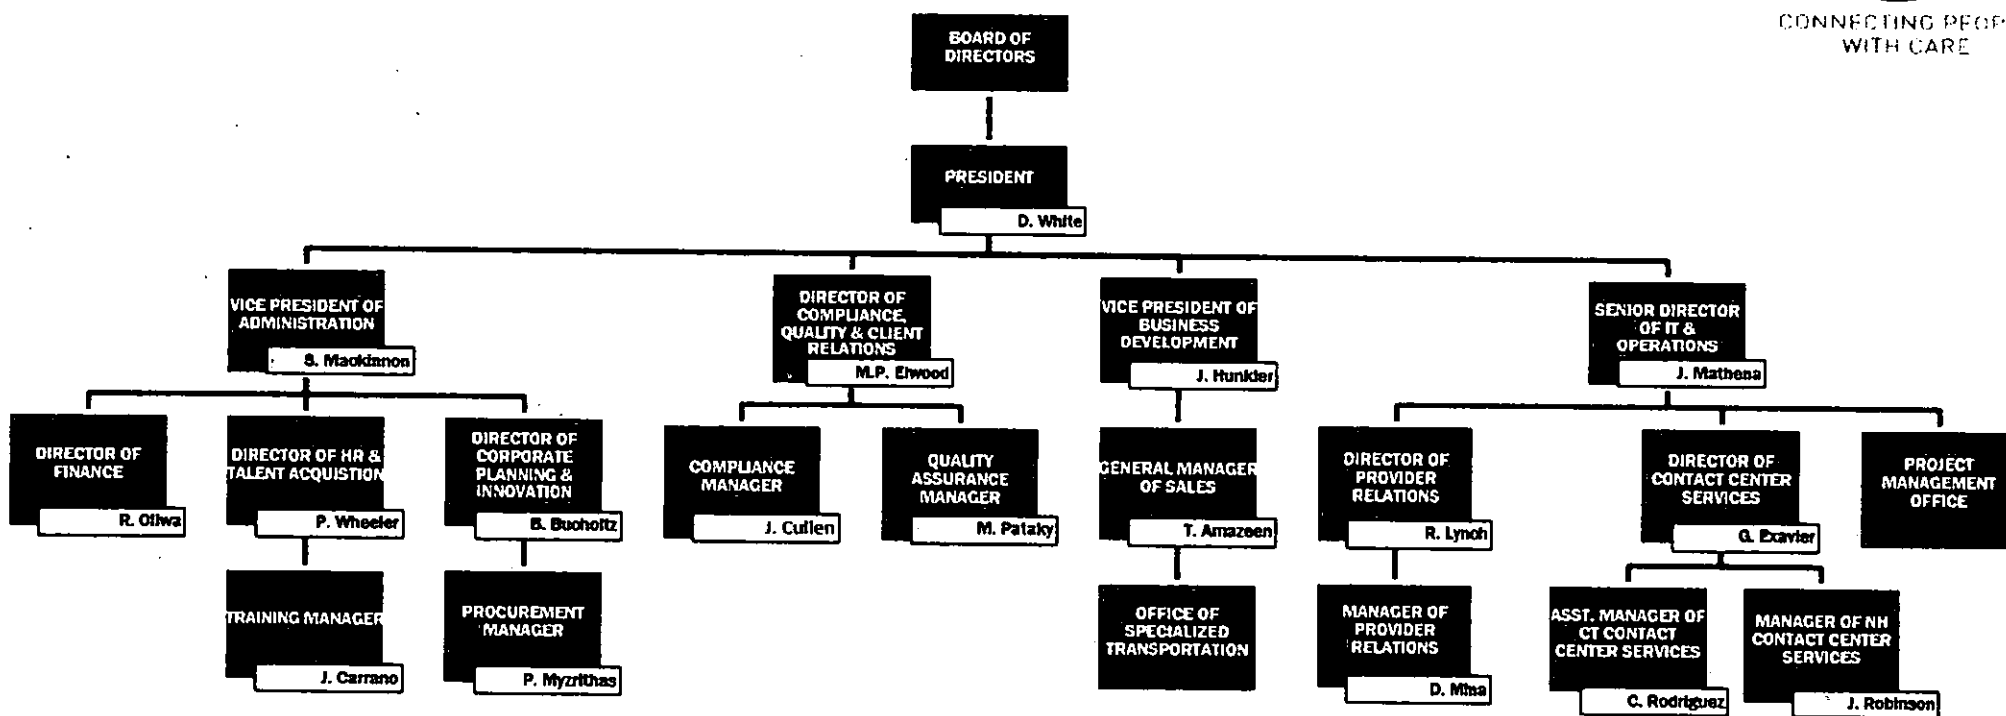 CONNECTING
WITH CARE
BOARD OF
DIRECTORS
PRESIDENT
D. White
VICE PRESIDENT OF
ADMINISTRATION
S. Mackinnon
DIRECTOR OF
COMPLIANCE,
QUALITY & CLIENT
RELATIONS
M.P. Elwood
VICE PRESIDENT OF
BUSINESS
DEVELOPMENT
J. Hunkler
SENIOR DIRECTOR
OF IT &
OPERATIONS
J. Mathena
DIRECTOR OF
FINANCE
R. Oliwa
DIRECTOR OF HR &
TALENT ACQUISTION
P. Wheeler
DIRECTOR OF
CORPORATE
PLANNING &
INNOVATION
B. Bucholtz
COMPLIANCE
MANAGER
J. Cullen
QUALITY
ASSURANCE
MANAGER
M. Pataky
GENERAL MANAGER
OF SALES
T. Amazeen
DIRECTOR OF
PROVIDER
RELATIONS
R. Lynch
DIRECTOR OF
CONTACT CENTER
SERVICES
G. Exavier
PROJECT
MANAGEMENT
OFFICE
TRAINING MANAGER
J. Carrano
PROCUREMENT
MANAGER
P. Myzrithas
OFFICE OF
SPECIALIZED
TRANSPORTATION
MANAGER OF
PROVIDER
RELATIONS
D. Mina
ASST. MANAGER OF
CT CONTACT
CENTER SERVICES
C. Rodriguez
MANAGER OF NH
CONTACT CENTER
SERVICES
J. Robinson